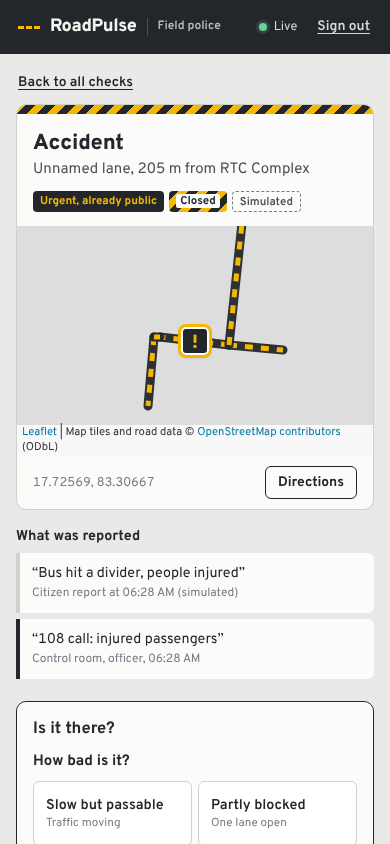 RoadPulse
Field police
Live
Sign out
Back to all checks
Accident
Unnamed lane, 205 m from RTC Complex
Urgent, already public
Closed
Simulated
!
Leaflet | Map tiles and road data © OpenStreetMap contributors
(ODbL)
17.72569, 83.30667
Directions
What was reported
“Bus hit a divider, people injured”
Citizen report at 06:28 AM (simulated)
“108 call: injured passengers”
Control room, officer, 06:28 AM
Is it there?
How bad is it?
Slow but passable
Traffic moving
Partly blocked
One lane open